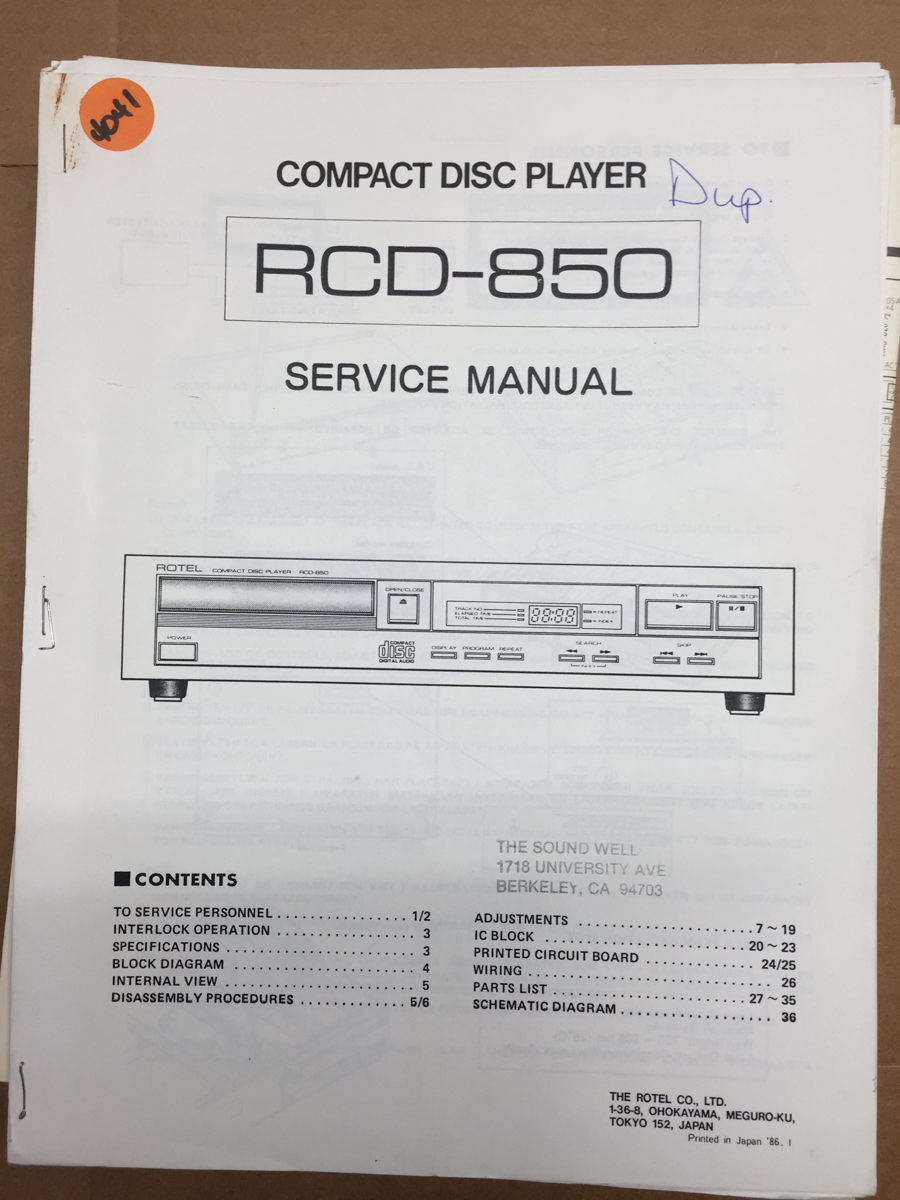 4041
COMPACT DISC PLAYER
Dup.
RCD-850
SERVICE MANUAL
ROTEL COMPACT DISC PLAYER RCD-850
OPEN/CLOSE
PLAY PAUSE STOP
TRACK NO.
ELAPSED TIME
TOTAL TIME
REPEAT
INDEX
POWER
COMPACT
disc
DIGITAL AUDIO
DISPLAY PROGRAM REPEAT
SEARCH
SKIP
THE SOUND WELL
1718 UNIVERSITY AVE.
BERKELEY, CA 94703
■ CONTENTS
TO SERVICE PERSONNEL . . . . . . . . . . . . . . . . 1/2
INTERLOCK OPERATION . . . . . . . . . . . . . . . . 3
SPECIFICATIONS . . . . . . . . . . . . . . . . . . . . . . 3
BLOCK DIAGRAM . . . . . . . . . . . . . . . . . . . . . 4
INTERNAL VIEW . . . . . . . . . . . . . . . . . . . . . . 5
DISASSEMBLY PROCEDURES . . . . . . . . . . . . . 5/6
ADJUSTMENTS . . . . . . . . . . . . . . . . . . . . . 7 ~ 19
IC BLOCK . . . . . . . . . . . . . . . . . . . . . . . . 20 ~ 23
PRINTED CIRCUIT BOARD . . . . . . . . . . . . . 24/25
WIRING . . . . . . . . . . . . . . . . . . . . . . . . . . . . 26
PARTS LIST . . . . . . . . . . . . . . . . . . . . . . . 27 ~ 35
SCHEMATIC DIAGRAM . . . . . . . . . . . . . . . . . . 36
THE ROTEL CO., LTD.
1-36-8, OHOKAYAMA, MEGURO-KU,
TOKYO 152, JAPAN
Printed in Japan '86. I